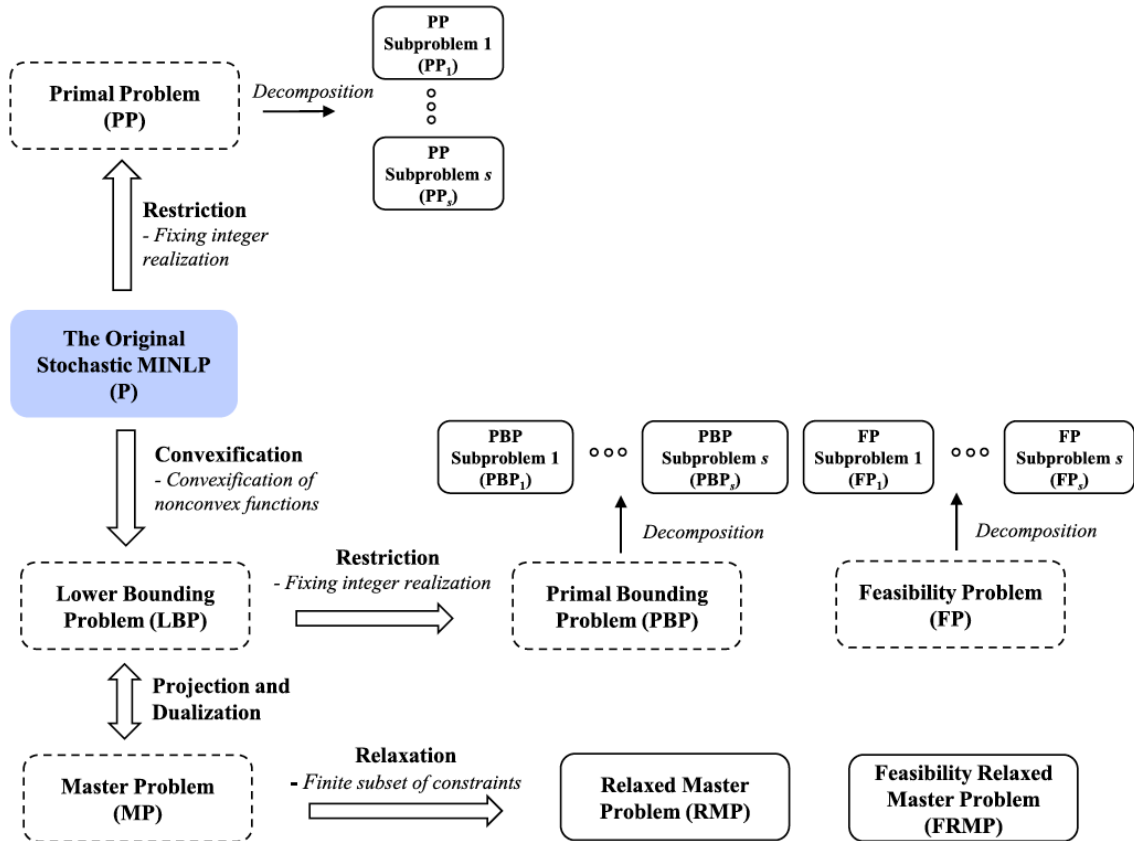 PP
Subproblem 1
(PP₁)
Primal Problem
(PP)
Decomposition
PP
Subproblem s
(PPₛ)
Restriction
- Fixing integer
realization
The Original
Stochastic MINLP
(P)
Convexification
- Convexification of
nonconvex functions
PBP
Subproblem 1
(PBP₁)
PBP
Subproblem s
(PBPₛ)
FP
Subproblem 1
(FP₁)
FP
Subproblem s
(FPₛ)
Decomposition
Decomposition
Lower Bounding
Problem (LBP)
Restriction
- Fixing integer realization
Primal Bounding
Problem (PBP)
Feasibility Problem
(FP)
Projection and
Dualization
Master Problem
(MP)
Relaxation
- Finite subset of constraints
Relaxed Master
Problem (RMP)
Feasibility Relaxed
Master Problem
(FRMP)